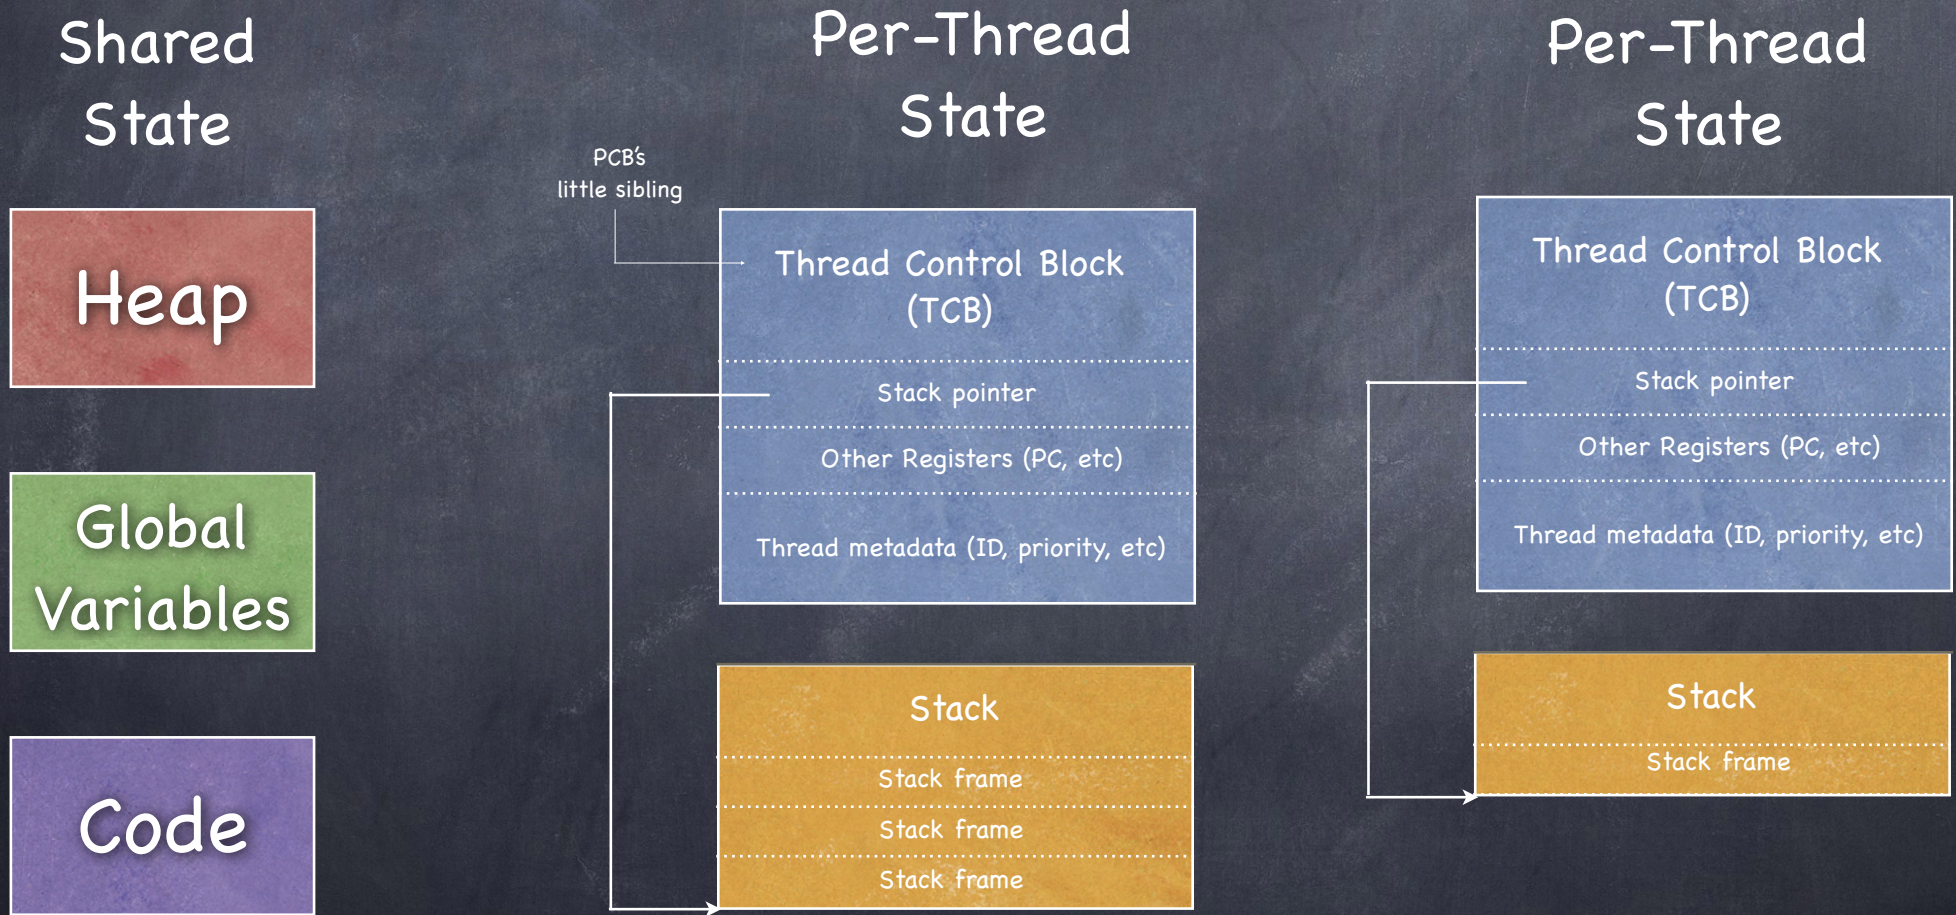 Shared
State
Heap
Global
Variables
Code
Per-Thread
State
PCB's
little sibling
Thread Control Block
(TCB)
Stack pointer
Other Registers (PC, etc)
Thread metadata (ID, priority, etc)
Stack
Stack frame
Stack frame
Stack frame
Per-Thread
State
Thread Control Block
(TCB)
Stack pointer
Other Registers (PC, etc)
Thread metadata (ID, priority, etc)
Stack
Stack frame